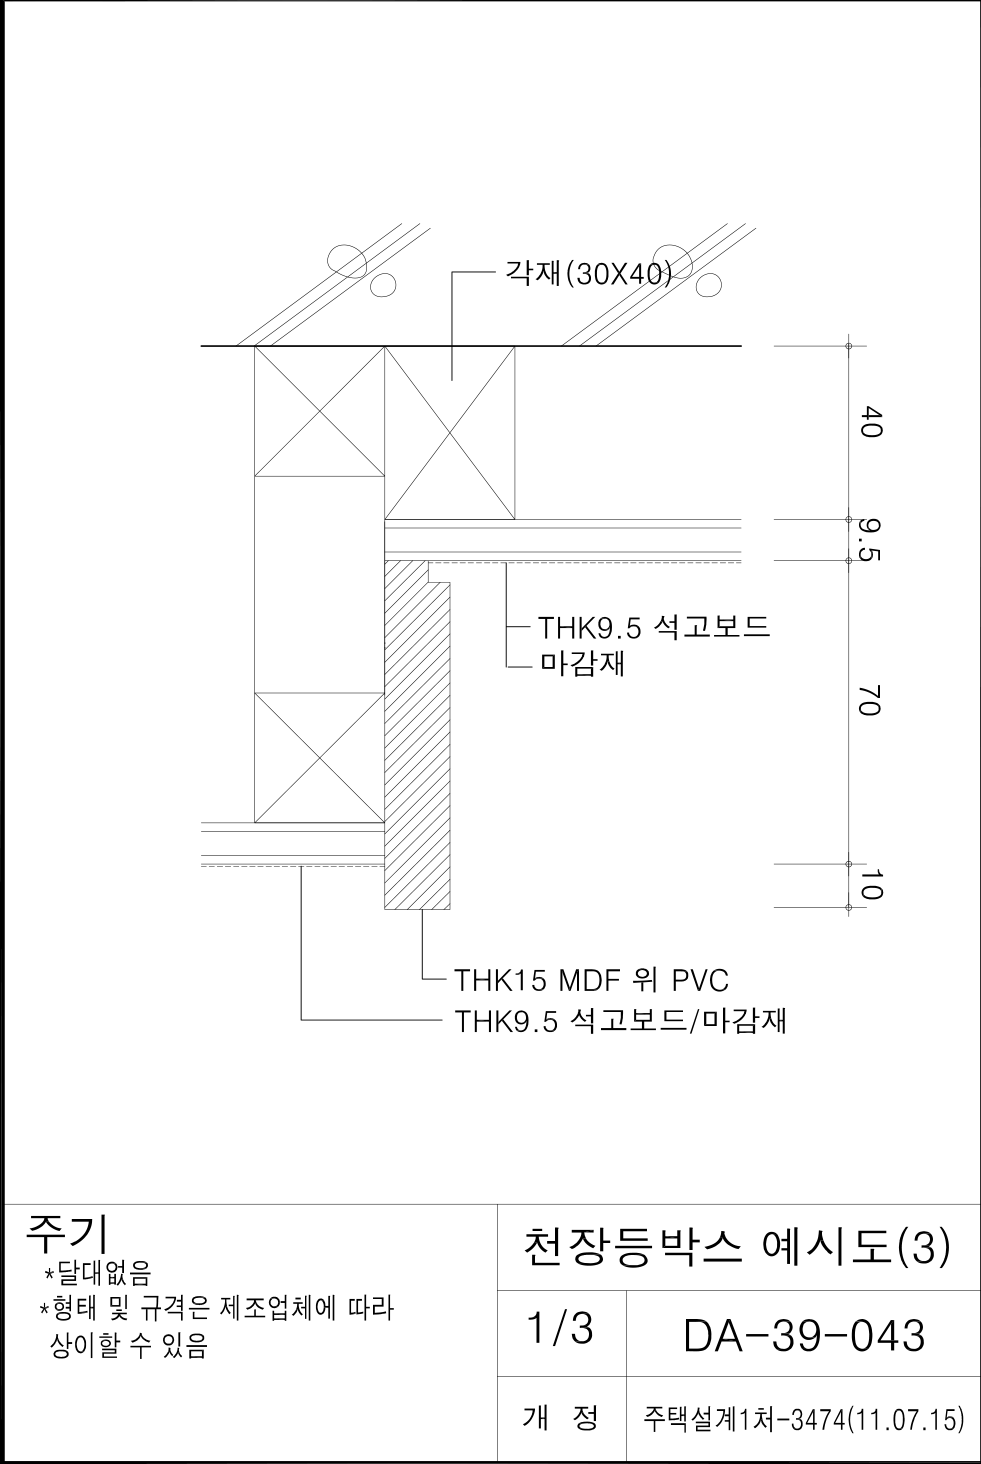 각재(30X40)
40
9.5
THK9.5 석고보드
마감재
70
10
THK15 MDF 위 PVC
THK9.5 석고보드/마감재
주기
*달대없음
*형태 및 규격은 제조업체에 따라
상이할 수 있음
천장등박스 예시도(3)
1/3
DA-39-043
개 정
주택설계1처-3474(11.07.15)